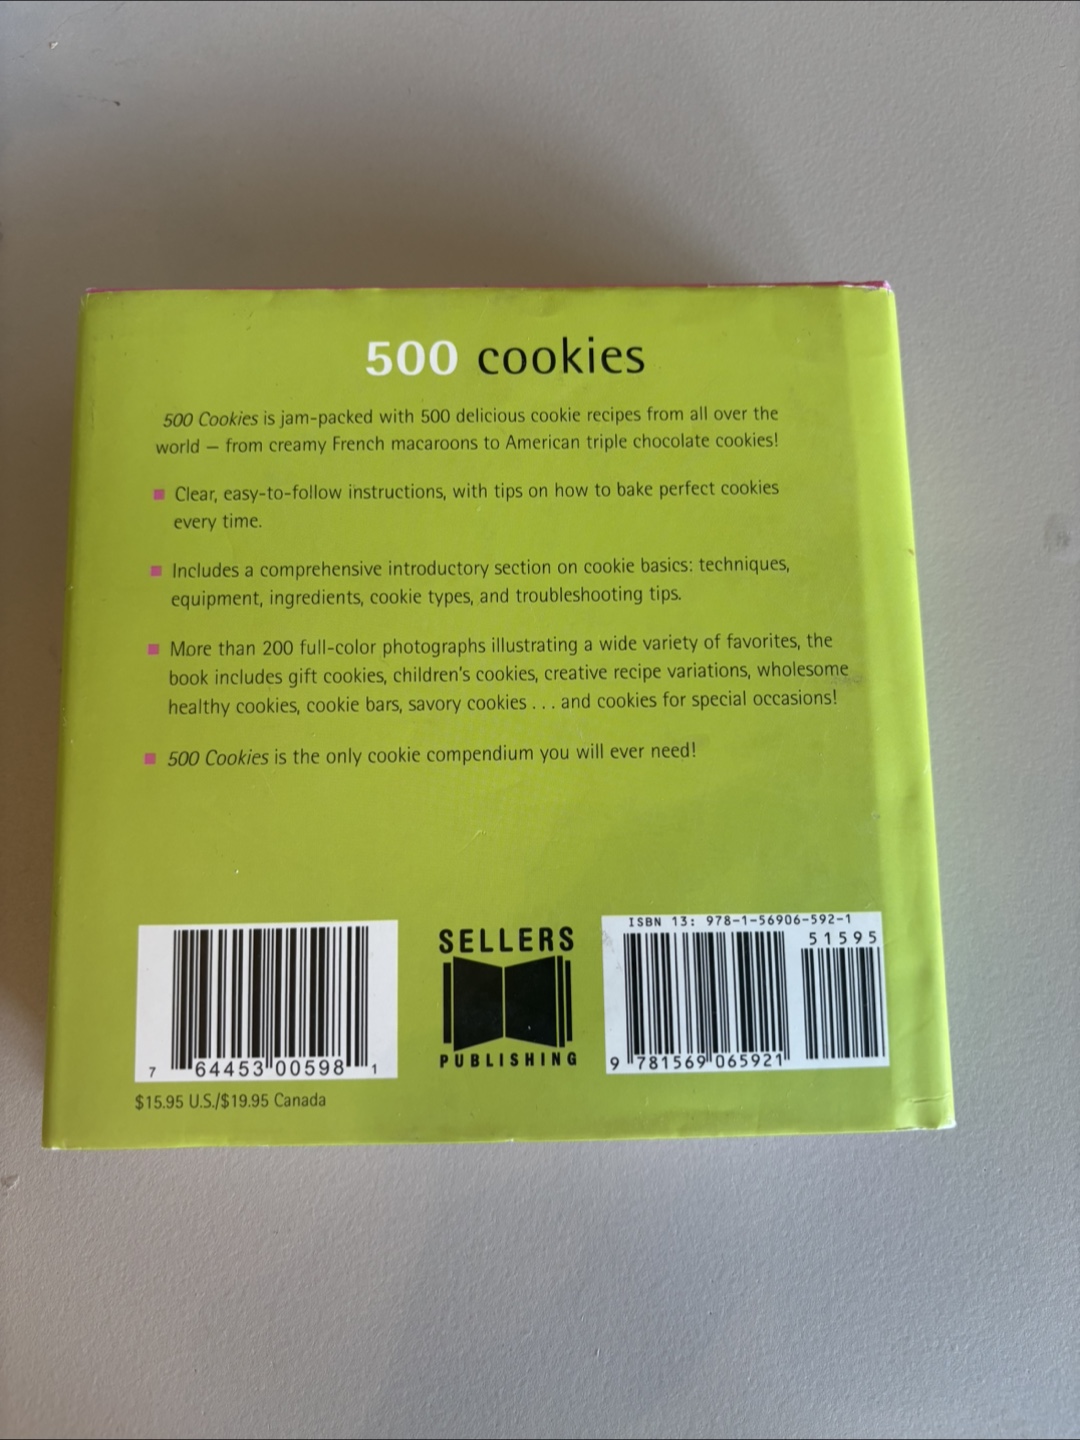 500 cookies
500 Cookies is jam-packed with 500 delicious cookie recipes from all over the
world – from creamy French macaroons to American triple chocolate cookies!
■ Clear, easy-to-follow instructions, with tips on how to bake perfect cookies
every time.
■ Includes a comprehensive introductory section on cookie basics: techniques,
equipment, ingredients, cookie types, and troubleshooting tips.
■ More than 200 full-color photographs illustrating a wide variety of favorites, the
book includes gift cookies, children's cookies, creative recipe variations, wholesome
healthy cookies, cookie bars, savory cookies . . . and cookies for special occasions!
■ 500 Cookies is the only cookie compendium you will ever need!
7 64453 00598 1
$15.95 U.S./$19.95 Canada
SELLERS
PUBLISHING
ISBN 13: 978-1-56906-592-1
51595
9 781569 065921